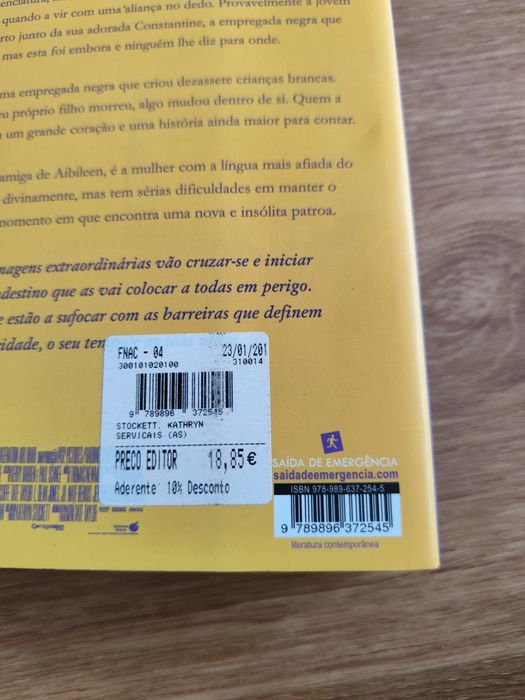 quando a vir com uma aliança no dedo. Provavelmente a jovem
junto da sua adorada Constantine, a empregada negra que
mas esta foi embora e ninguém lhe diz para onde.
ma empregada negra que criou dezassete crianças brancas.
próprio filho morreu, algo mudou dentro de si. Quem a
um grande coração e uma história ainda maior para contar.
amiga de Aibileen, é a mulher com a língua mais afiada do
divinamente, mas tem sérias dificuldades em manter o
momento em que encontra uma nova e insólita patroa.
nagens extraordinárias vão cruzar-se e iniciar
destino que as vai colocar a todas em perigo.
e estão a sufocar com as barreiras que definem
cidade, o seu tem
FNAC - 04 23/01/201
300101020100 310014
9 789896 372545
STOCKETT. KATHRYN
SERVICAIS (AS)
PRECO EDITOR 18,85€
Aderente 10% Desconto
SAÍDA DE EMERGÊNCIA
saidadeemergencia.com
ISBN 978-989-637-254-5
9 789896 372545
literatura contemporânea